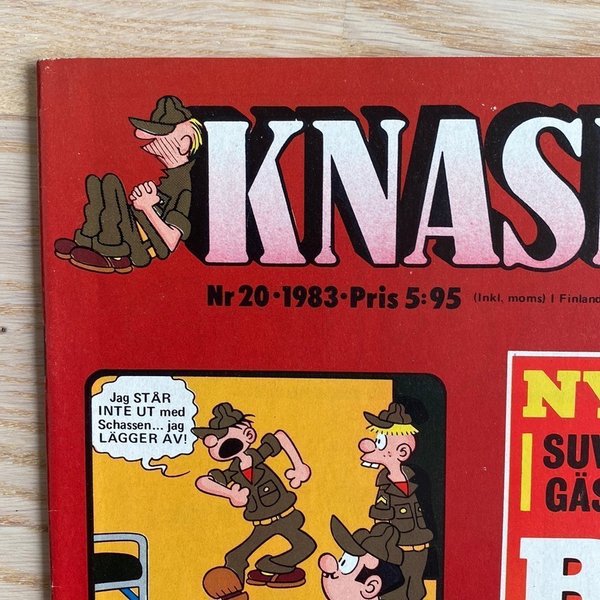 KNAS
Nr 20 · 1983 · Pris 5:95 (Inkl. moms) I Finland
Jag STÅR
INTE UT med
Schassen... jag
LÄGGER AV!
NY
SUV
GÄS